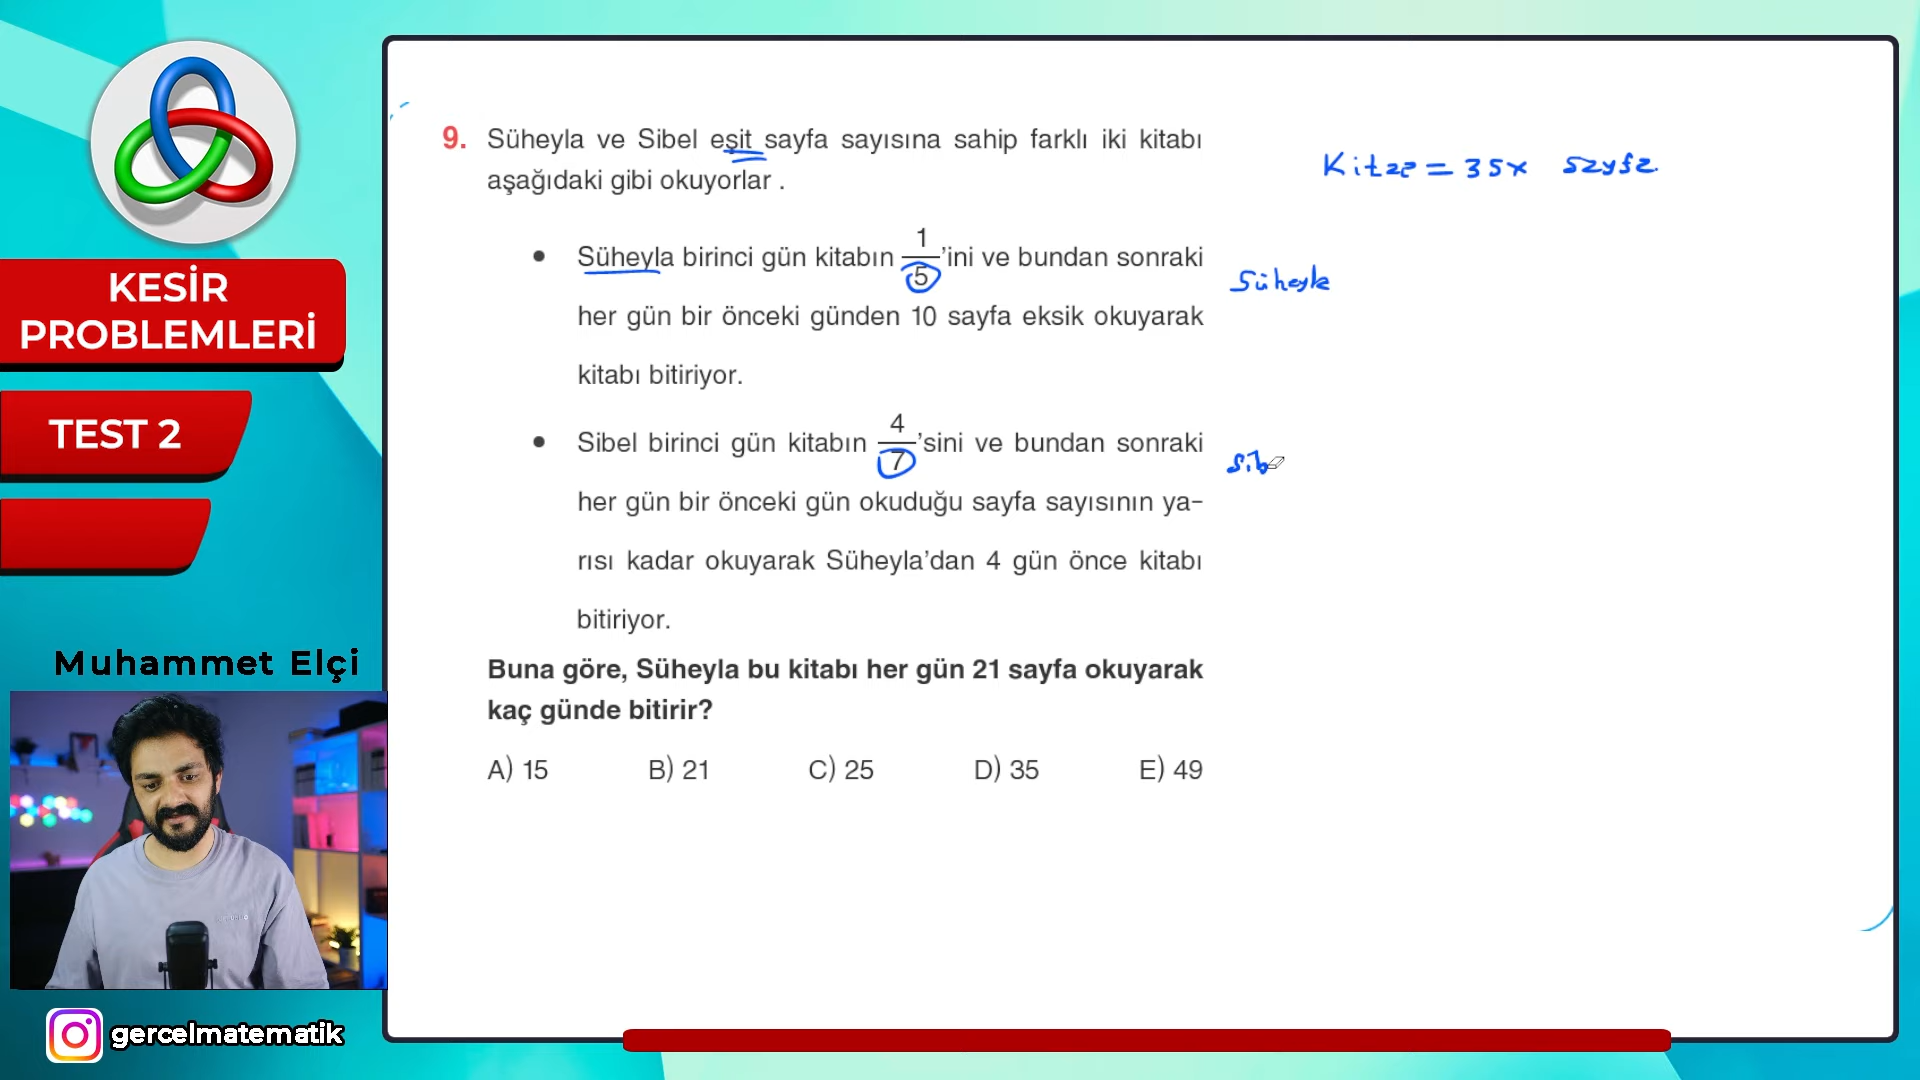 KESİR
PROBLEMLERİ
TEST 2
Muhammet Elçi
gercelmatematik
9. Süheyla ve Sibel eşit sayfa sayısına sahip farklı iki kitabı
aşağıdaki gibi okuyorlar .
• Süheyla birinci gün kitabın 1/5'ini ve bundan sonraki
her gün bir önceki günden 10 sayfa eksik okuyarak
kitabı bitiriyor.
• Sibel birinci gün kitabın 4/7'sini ve bundan sonraki
her gün bir önceki gün okuduğu sayfa sayısının ya-
rısı kadar okuyarak Süheyla'dan 4 gün önce kitabı
bitiriyor.
Buna göre, Süheyla bu kitabı her gün 21 sayfa okuyarak
kaç günde bitirir?
A) 15 B) 21 C) 25 D) 35 E) 49
Kitap = 35x sayfa
Süheyla
Sib